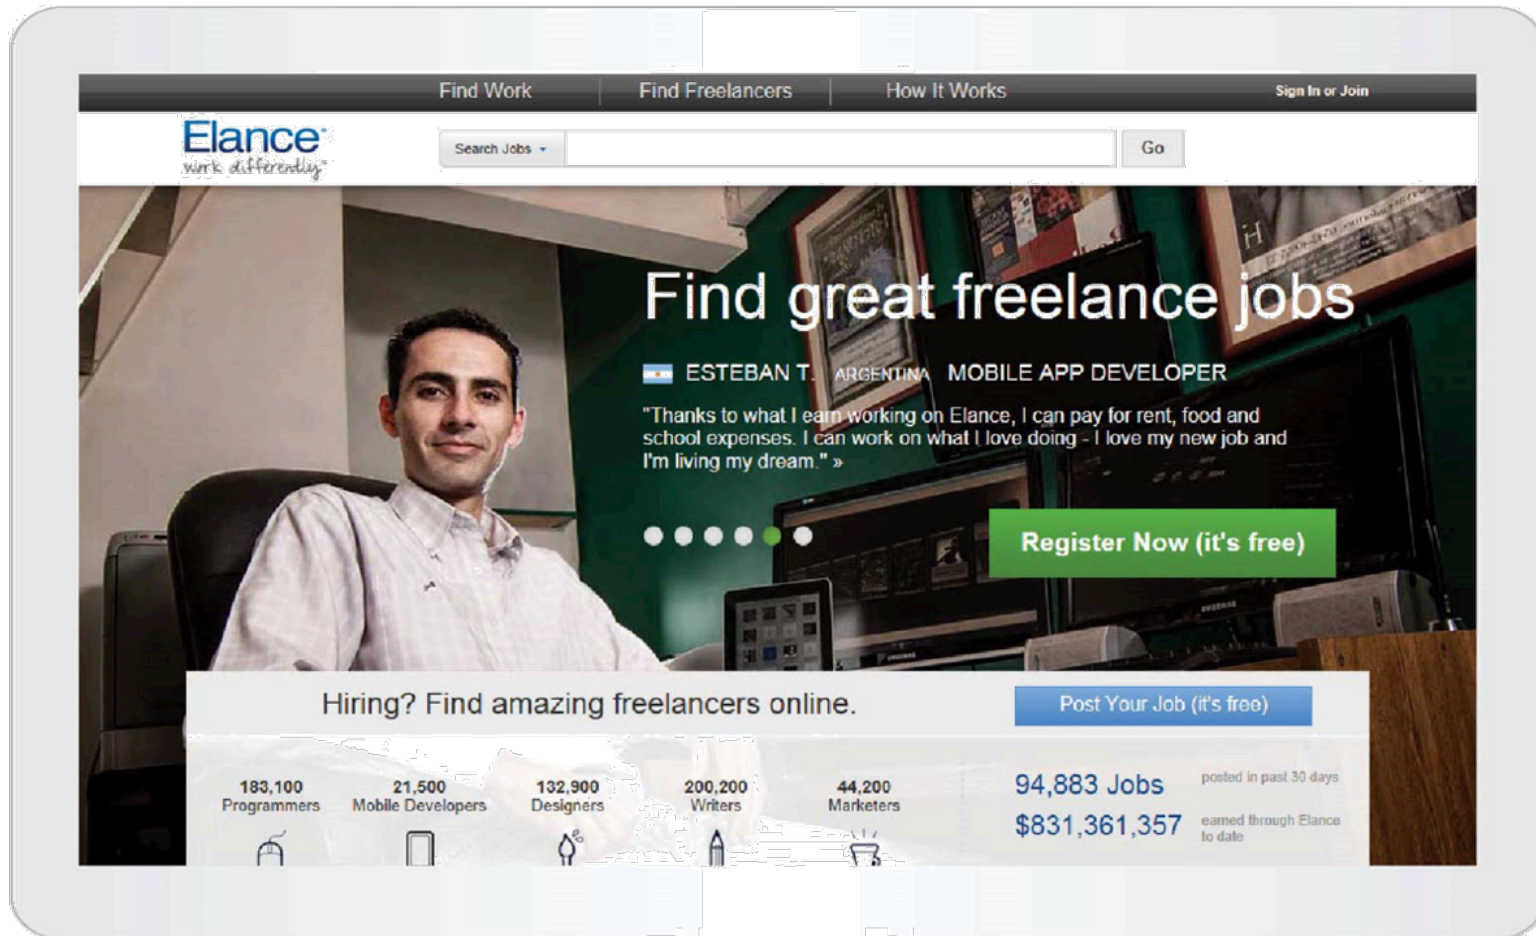 Find Work Find Freelancers How It Works Sign In or Join
Elance
work differently
Search Jobs Go
Find great freelance jobs
ESTEBAN T. ARGENTINA MOBILE APP DEVELOPER
"Thanks to what I earn working on Elance, I can pay for rent, food and
school expenses. I can work on what I love doing - I love my new job and
I'm living my dream." »
Register Now (it's free)
Hiring? Find amazing freelancers online.
Post Your Job (it's free)
183,100 21,500 132,900 200,200 44,200
Programmers Mobile Developers Designers Writers Marketers
94,883 Jobs posted in past 30 days
$831,361,357 earned through Elance
to date